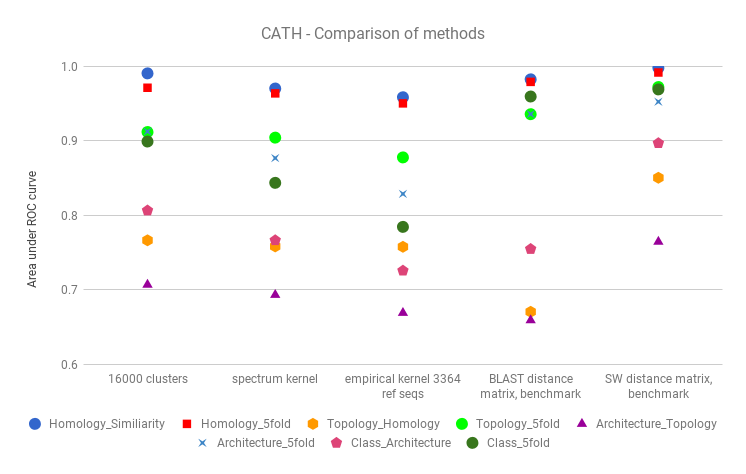 CATH - Comparison of methods
Area under ROC curve
1.0
0.9
0.8
0.7
0.6
16000 clusters
spectrum kernel
empirical kernel 3364
ref seqs
BLAST distance
matrix, benchmark
SW distance matrix,
benchmark
Homology_Similiarity
Homology_5fold
Topology_Homology
Topology_5fold
Architecture_Topology
Architecture_5fold
Class_Architecture
Class_5fold